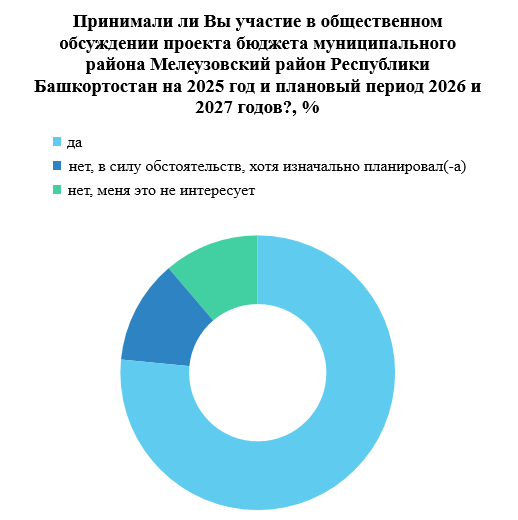 Принимали ли Вы участие в общественном
обсуждении проекта бюджета муниципального
района Мелеузовский район Республики
Башкортостан на 2025 год и плановый период 2026 и
2027 годов?, %
да
нет, в силу обстоятельств, хотя изначально планировал(-а)
нет, меня это не интересует